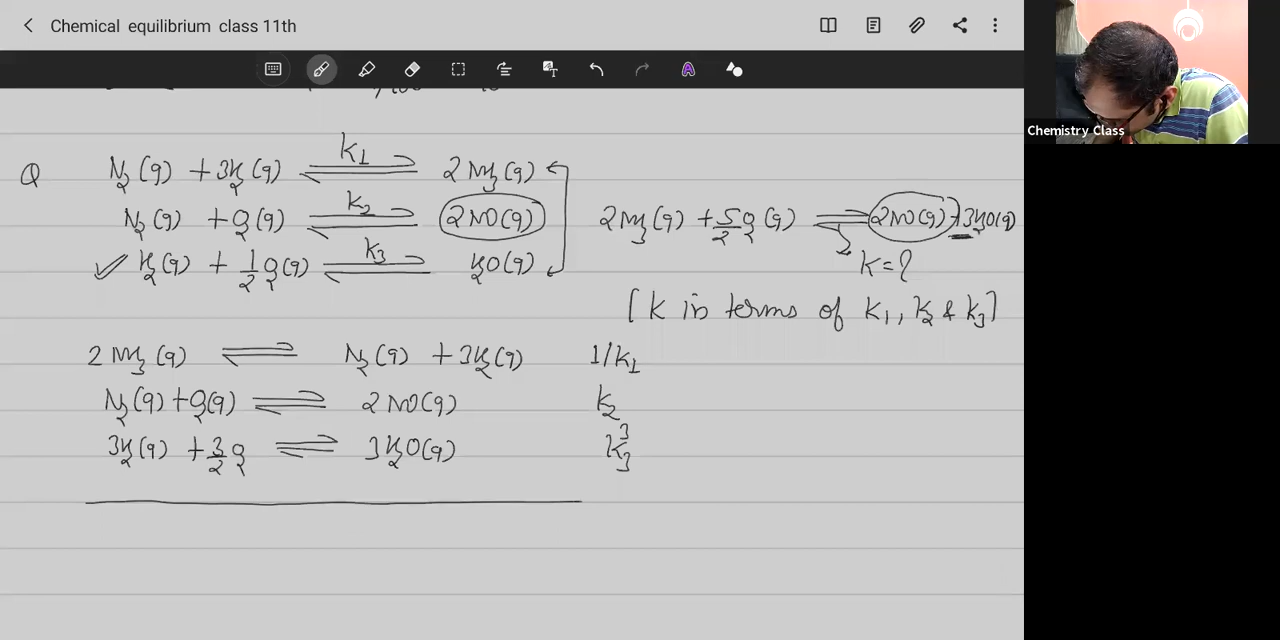 Chemical equilibrium class 11th
Chemistry Class
Q N₂(g) + 3H₂(g) ⇌ K₁ 2NH₃(g)
N₂(g) + O₂(g) ⇌ K₂ 2NO(g)
✓ H₂(g) + 1/2 O₂(g) ⇌ K₃ H₂O(g)
2NH₃(g) + 5/2 O₂(g) ⇌ 2NO(g) + 3H₂O(g)
K = ?
[K in terms of K₁, K₂ & K₃]
2NH₃(g) ⇌ N₂(g) + 3H₂(g) 1/K₁
N₂(g) + O₂(g) ⇌ 2NO(g) K₂
3H₂(g) + 3/2 O₂ ⇌ 3H₂O(g) K₃³